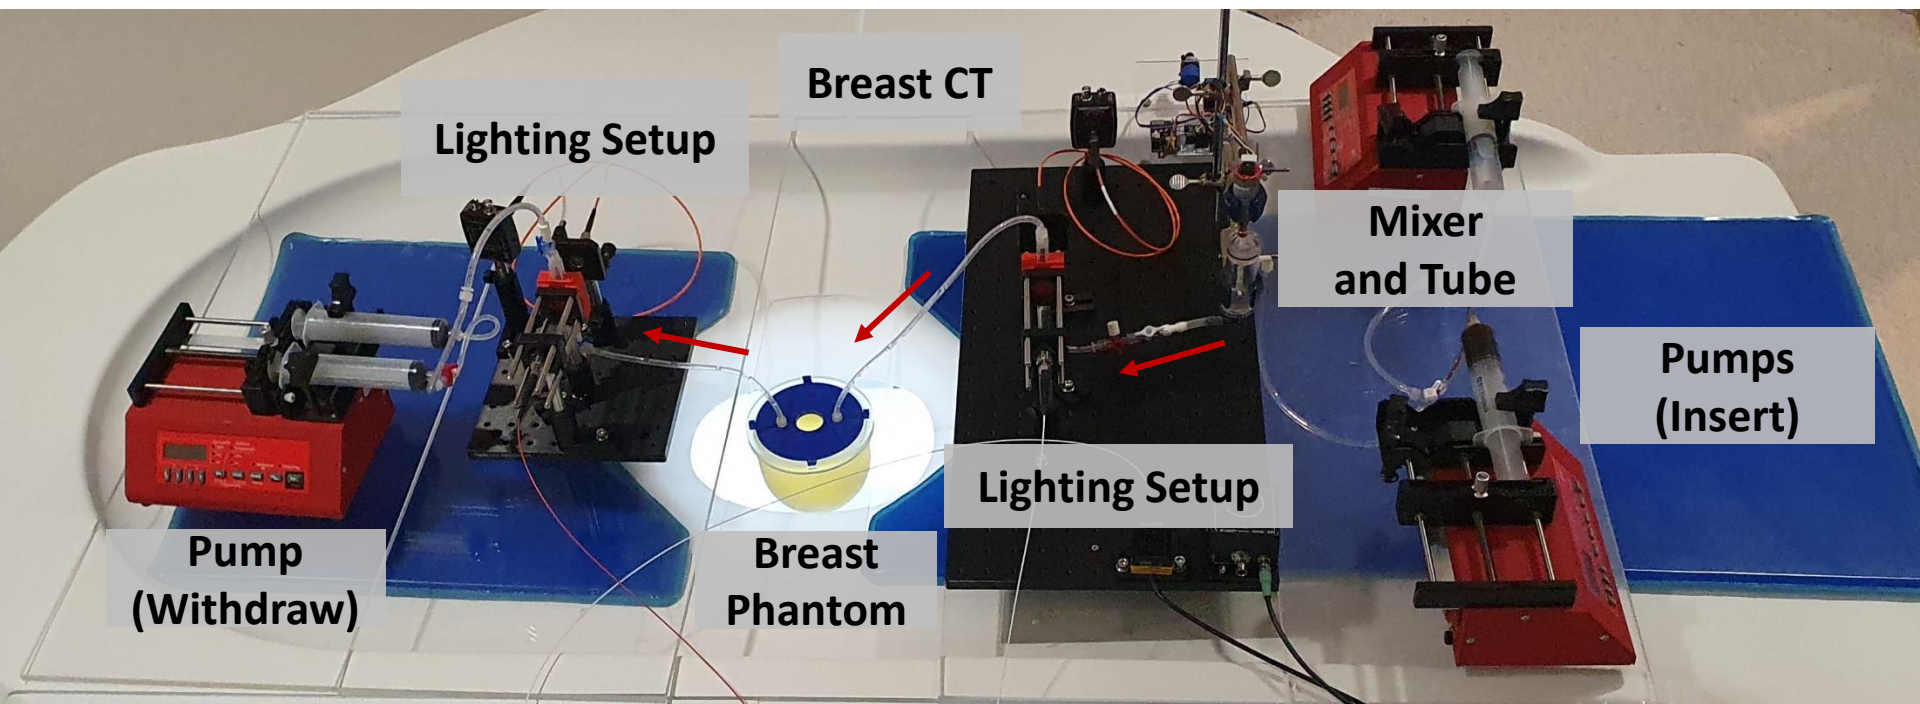 Breast CT
Lighting Setup
Mixer
and Tube
Pumps
(Insert)
Lighting Setup
Pump
(Withdraw)
Breast
Phantom